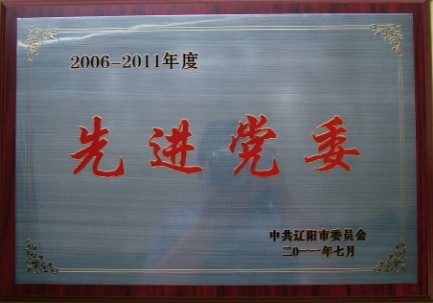 2006-2011年度
先进党委
中共辽阳市委员会
二0一一年七月